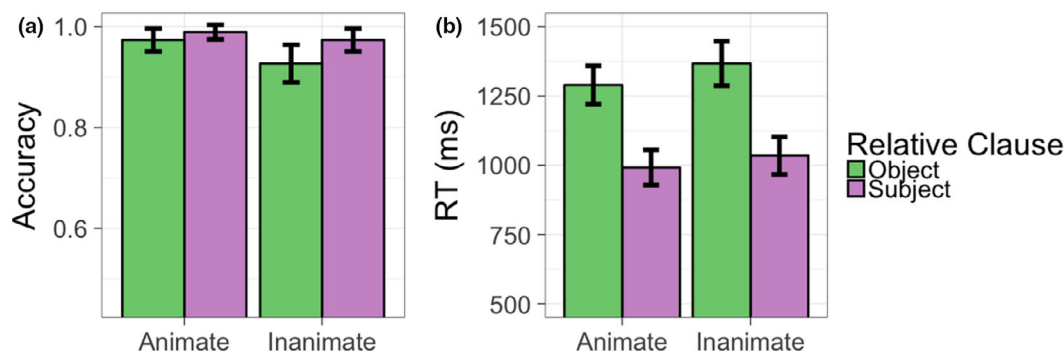 (a)
1.0
0.8
0.6
Accuracy
Animate
Inanimate
(b)
1500
1250
1000
750
500
RT (ms)
Animate
Inanimate
Relative Clause
Object
Subject